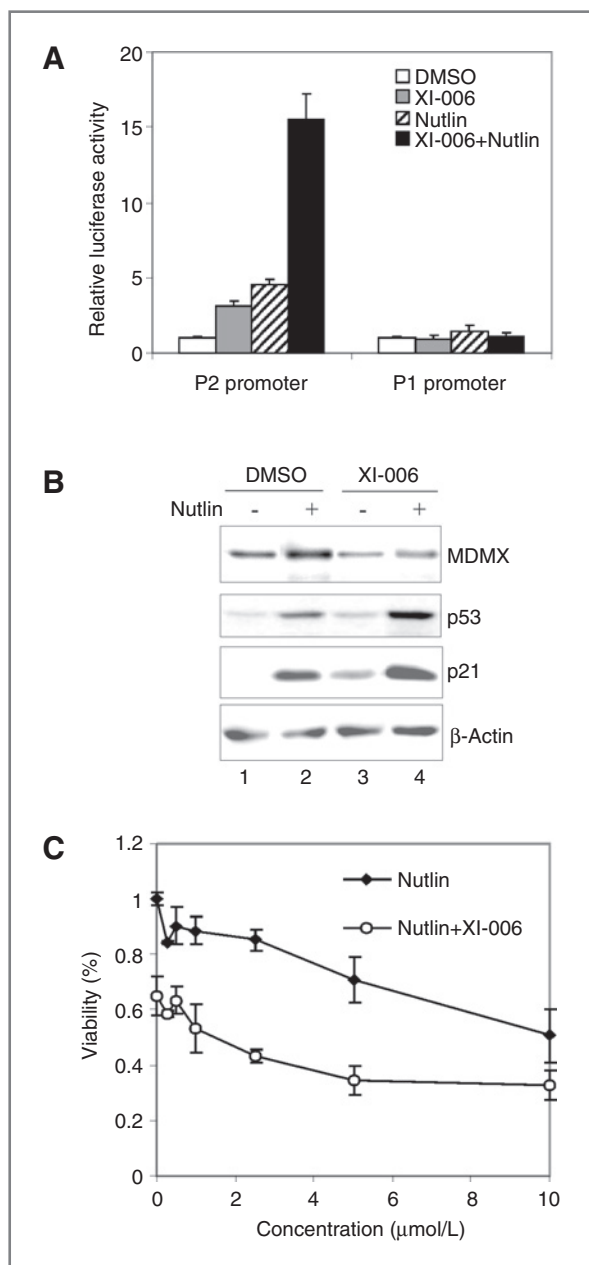 A
20
15
10
5
0
Relative luciferase activity
DMSO
XI-006
Nutlin
XI-006+Nutlin
P2 promoter
P1 promoter
B
DMSO XI-006
Nutlin - + - +
MDMX
p53
p21
β-Actin
1 2 3 4
C
1.2
1
0.8
0.6
0.4
0.2
0
Viability (%)
Nutlin
Nutlin+XI-006
0 2 4 6 8 10
Concentration (μmol/L)